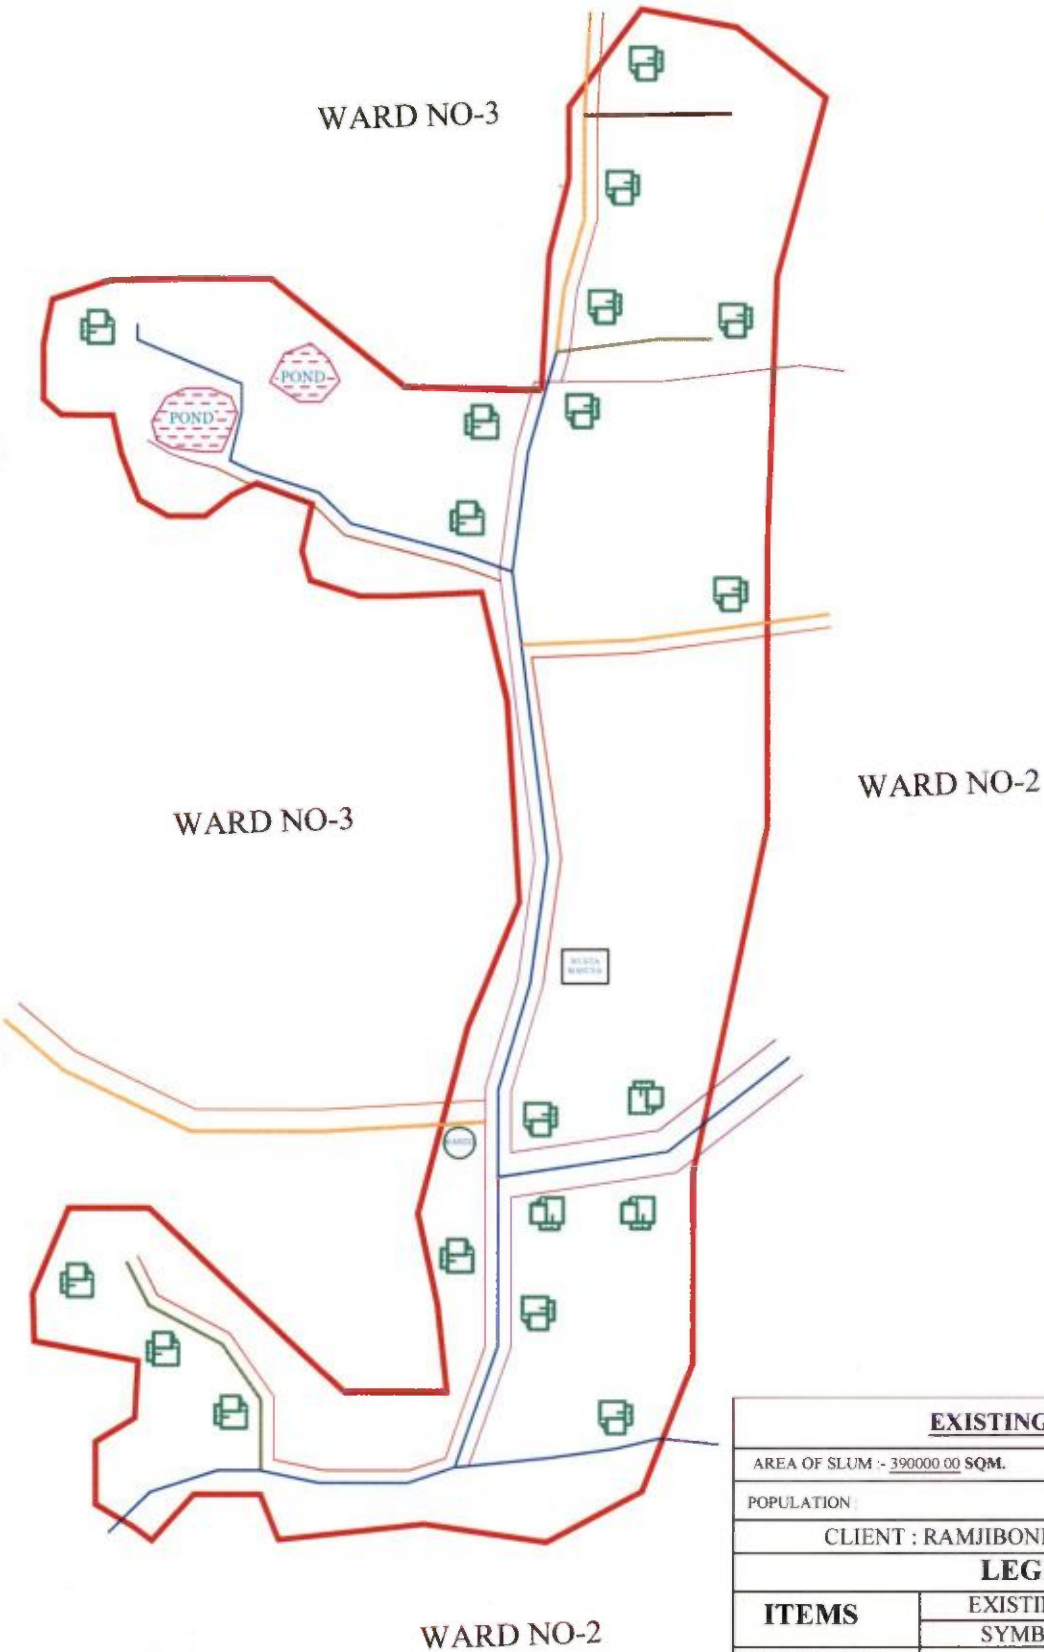 WARD NO-3
POND
POND
WARD NO-3
WARD NO-2
EXISTING
AREA OF SLUM :- 390000.00 SQM.
POPULATION :
CLIENT : RAMJIBON
LEG
ITEMS
EXISTI
SYMB
WARD NO-2